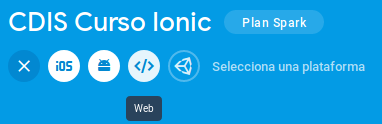 CDIS Curso Ionic
Plan Spark
iOS
Selecciona una plataforma
Web